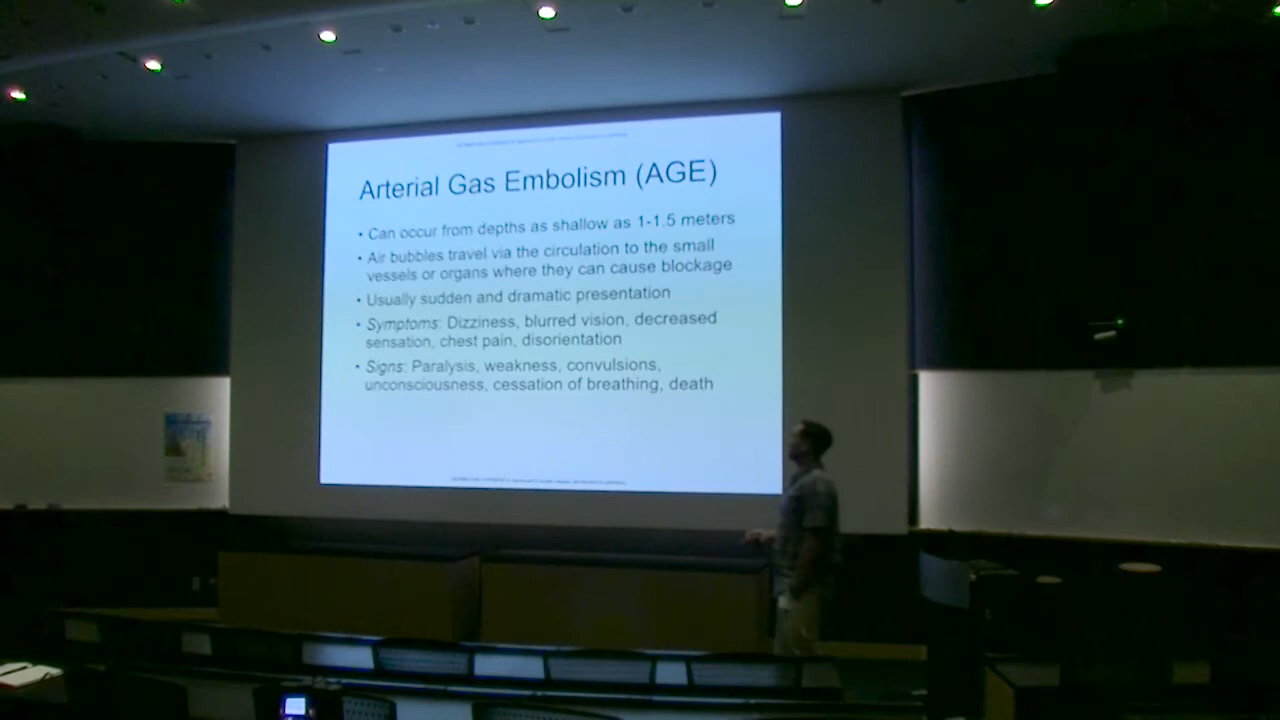 Arterial Gas Embolism (AGE)
• Can occur from depths as shallow as 1-1.5 meters
• Air bubbles travel via the circulation to the small
vessels or organs where they can cause blockage
• Usually sudden and dramatic presentation
• Symptoms: Dizziness, blurred vision, decreased
sensation, chest pain, disorientation
• Signs: Paralysis, weakness, convulsions,
unconsciousness, cessation of breathing, death